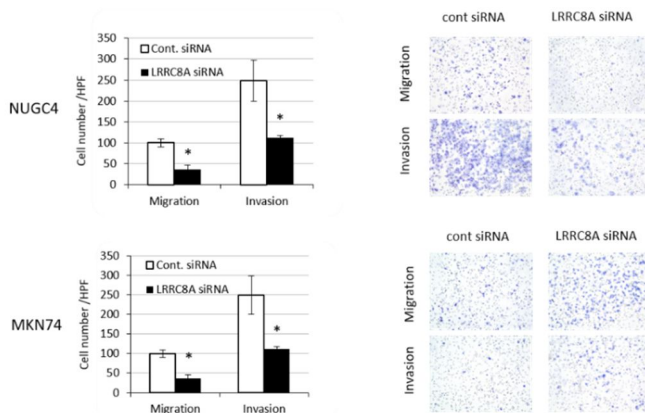 NUGC4
Cell number /HPF
350
300
250
200
150
100
50
0
Cont. siRNA
LRRC8A siRNA
*
*
Migration
Invasion
cont siRNA
LRRC8A siRNA
Migration
Invasion
MKN74
Cell number /HPF
350
300
250
200
150
100
50
0
Cont. siRNA
LRRC8A siRNA
*
*
Migration
Invasion
cont siRNA
LRRC8A siRNA
Migration
Invasion